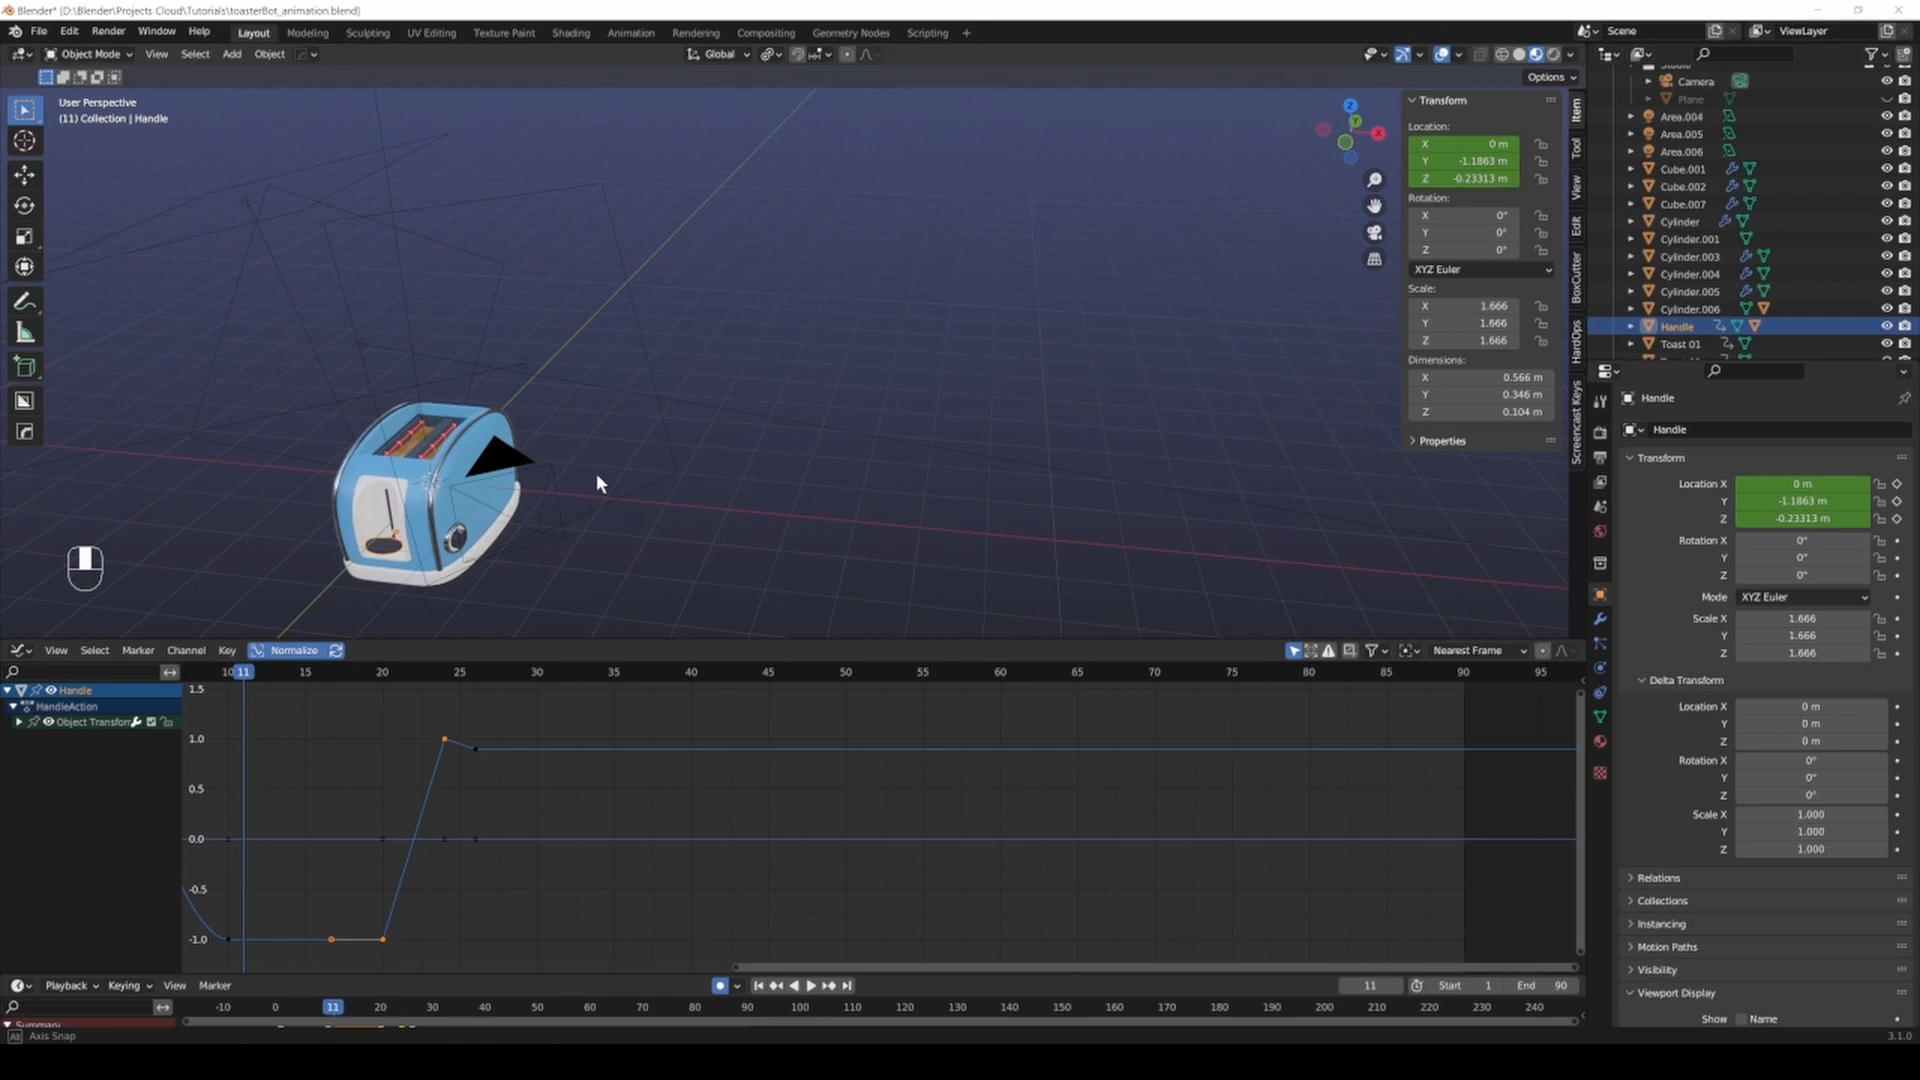 Blender* [D:\Blender\Projects Cloud\Tutorials\toasterBot_animation.blend]
File Edit Render Window Help Layout Modeling Sculpting UV Editing Texture Paint Shading Animation Rendering Compositing Geometry Nodes Scripting + Scene ViewLayer
Object Mode View Select Add Object Global
Options
User Perspective
(11) Collection | Handle
Z
Y
X
Transform
Location:
X 0 m
Y -1.1863 m
Z -0.23313 m
Rotation:
X 0°
Y 0°
Z 0°
XYZ Euler
Scale:
X 1.666
Y 1.666
Z 1.666
Dimensions:
X 0.566 m
Y 0.346 m
Z 0.104 m
Properties
Item
Tool
View
Edit
BoxCutter
HardOps
Screencast Keys
Camera
Plane
Area.004
Area.005
Area.006
Cube.001
Cube.002
Cube.007
Cylinder
Cylinder.001
Cylinder.003
Cylinder.004
Cylinder.005
Cylinder.006
Handle
Toast 01
Handle
Handle
Transform
Location X 0 m
Y -1.1863 m
Z -0.23313 m
Rotation X 0°
Y 0°
Z 0°
Mode XYZ Euler
Scale X 1.666
Y 1.666
Z 1.666
Delta Transform
Location X 0 m
Y 0 m
Z 0 m
Rotation X 0°
Y 0°
Z 0°
Scale X 1.000
Y 1.000
Z 1.000
Relations
Collections
Instancing
Motion Paths
Visibility
Viewport Display
Show Name
View Select Marker Channel Key Normalize Nearest Frame
10 11 15 20 25 30 35 40 45 50 55 60 65 70 75 80 85 90 95
Handle
HandleAction
Object Transfor
1.5
1.0
0.5
0.0
-0.5
-1.0
Playback Keying View Marker 11 Start 1 End 90
-10 0 11 20 30 40 50 60 70 80 90 100 110 120 130 140 150 160 170 180 190 200 210 220 230 240
Summary
Axis Snap
3.1.0